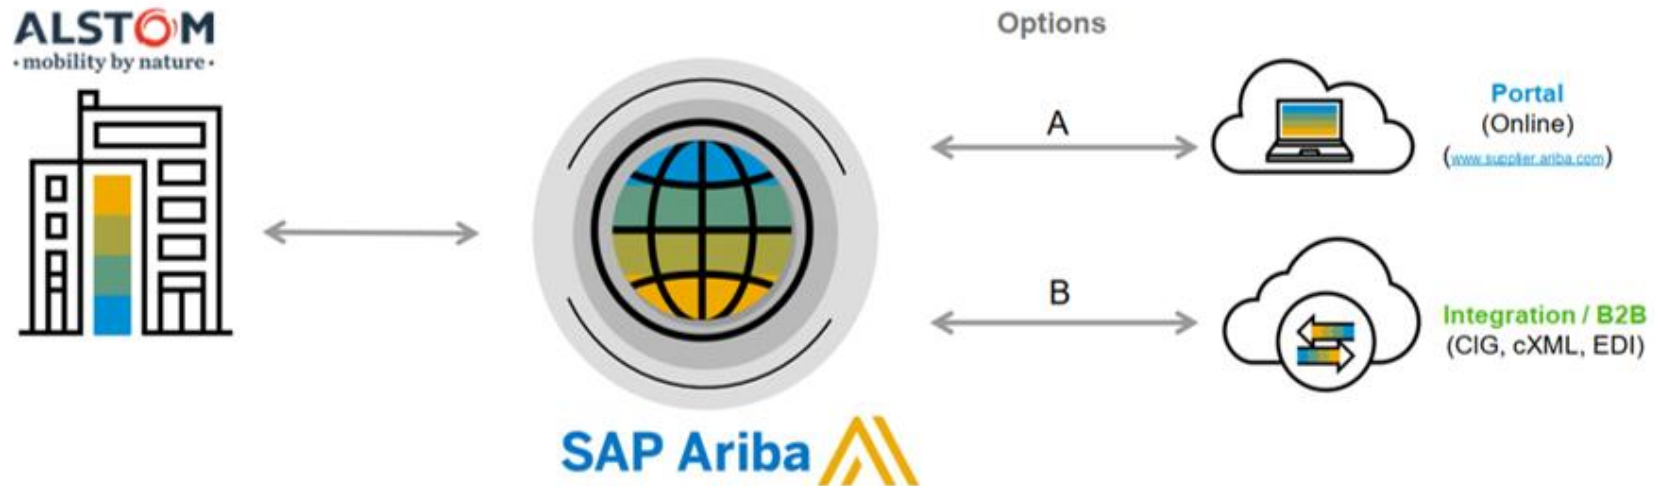 ALSTOM
• mobility by nature •
Options
A
Portal
(Online)
(www.supplier.ariba.com)
B
Integration / B2B
(CIG, cXML, EDI)
SAP Ariba